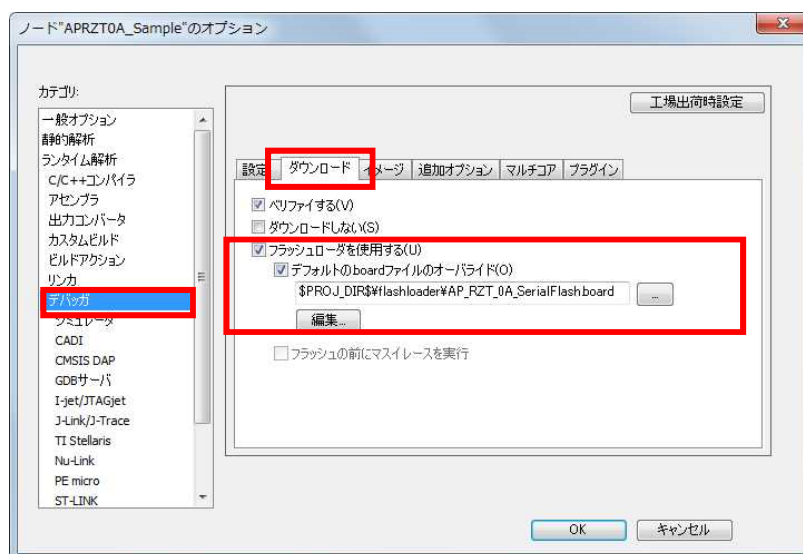 ノード"APRZT0A_Sample"のオプション
カテゴリ:
一般オプション
静的解析
ランタイム解析
C/C++コンパイラ
アセンブラ
出力コンバータ
カスタムビルド
ビルドアクション
リンカ
デバッガ
シミュレータ
CADI
CMSIS DAP
GDBサーバ
I-jet/JTAGjet
J-Link/J-Trace
TI Stellaris
Nu-Link
PE micro
ST-LINK
工場出荷時設定
設定 ダウンロード イメージ 追加オプション マルチコア プラグイン
ベリファイする(V)
ダウンロードしない(S)
フラッシュローダを使用する(U)
デフォルトの.boardファイルのオーバライド(O)
$PROJ_DIR$¥flashloader¥AP_RZT_0A_SerialFlash.board
...
編集...
フラッシュの前にマスイレースを実行
OK キャンセル